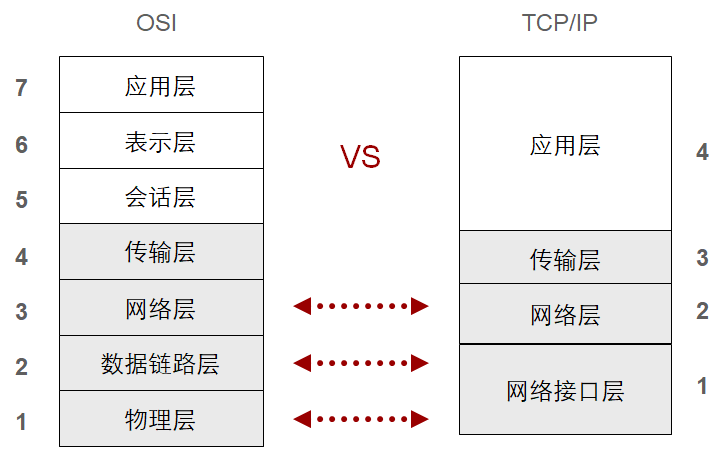 OSI
TCP/IP
7
应用层
6
表示层
5
会话层
4
传输层
3
网络层
2
数据链路层
1
物理层
VS
应用层
4
传输层
3
网络层
2
网络接口层
1